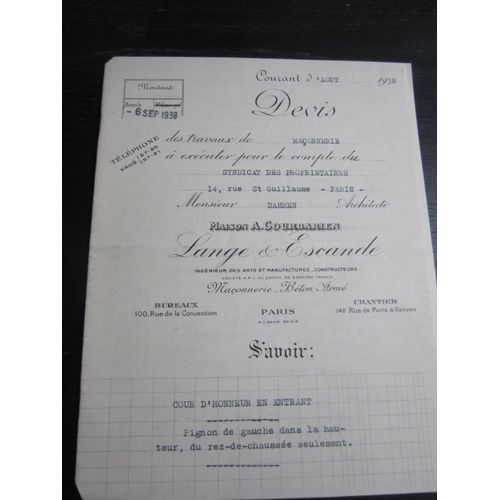 Courant d'AOUT 1938
Montant
- 6 SEP 1938
Devis
TÉLÉPHONE
VAUG. 
des travaux de MAÇONNERIE
à exécuter pour le compte du
SYNDICAT DES PROPRIETAIRES
14, rue St Guillaume - PARIS -
Monsieur DAHMEN Architecte
MAISON A. COURBARIEN
Lange & Escande
INGÉNIEUR DES ARTS ET MANUFACTURES, CONSTRUCTEURS
Maçonnerie - Béton Armé
BUREAUX
100, Rue de la Convention
PARIS
CHANTIER
142 Rue de Paris à Vanves
Savoir:
COUR D'HONNEUR EN ENTRANT
Pignon de gauche dans la hau-
teur, du rez-de-chaussée seulement.